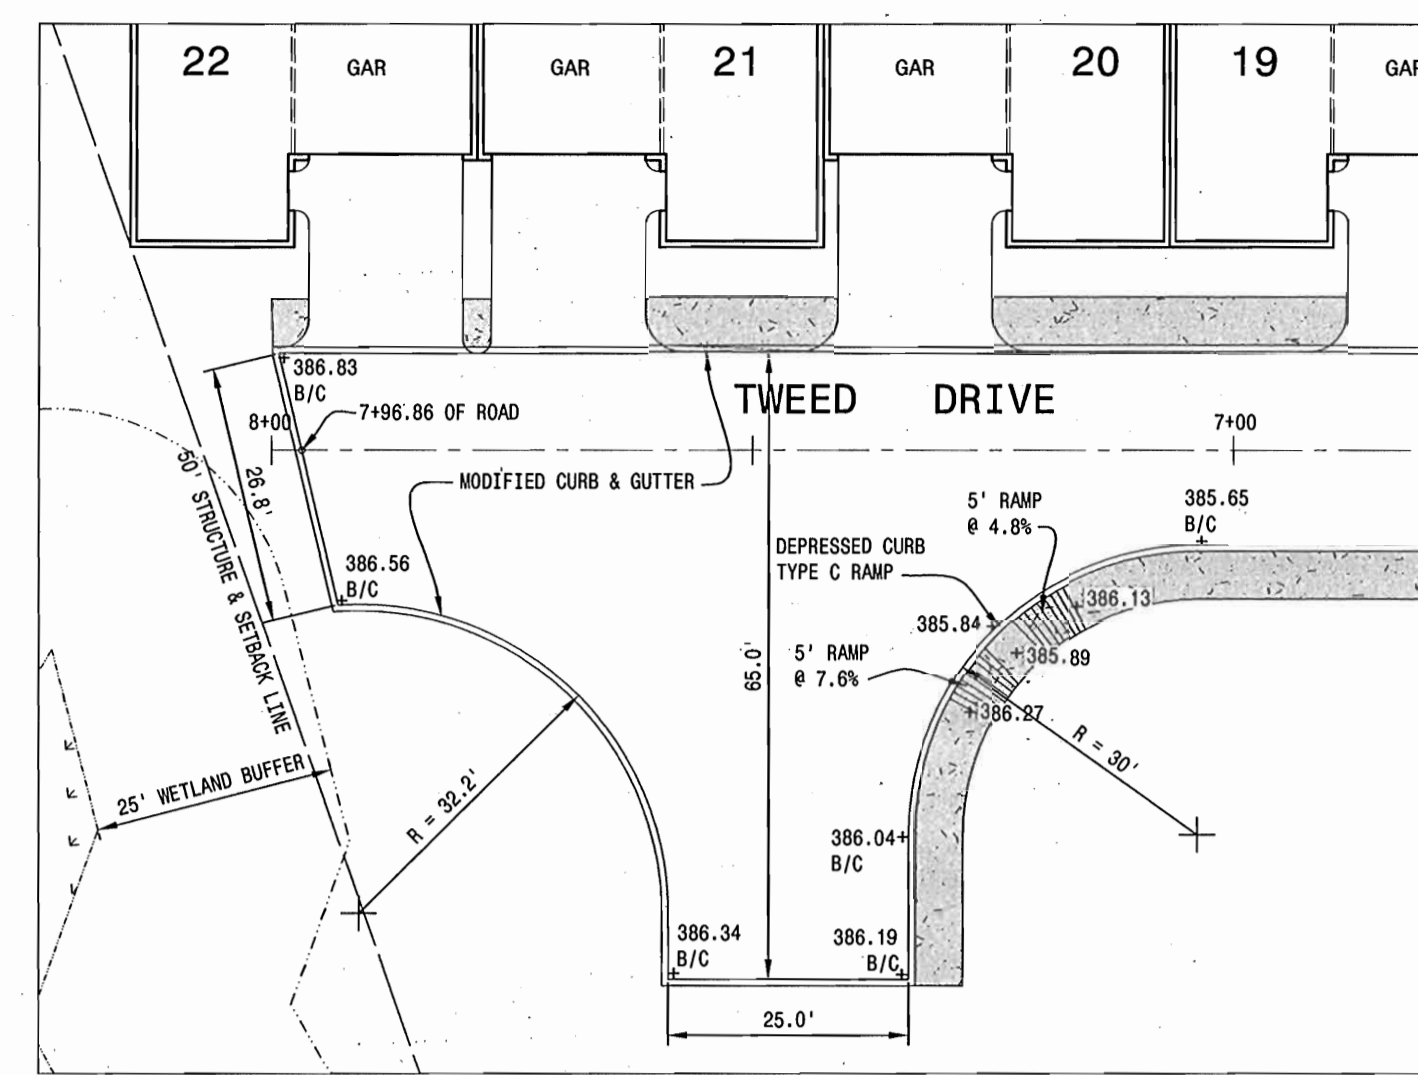 22
GAR
GAR
21
GAR
20
19
GAR
386.83
B/C
TWEED DRIVE
8+00
7+96.86 OF ROAD
7+00
26.8'
MODIFIED CURB & GUTTER
5' RAMP
@ 4.8%
385.65
B/C
50' STRUCTURE & SETBACK LINE
DEPRESSED CURB
TYPE C RAMP
386.56
B/C
386.13
385.84
385.89
65.0'
5' RAMP
@ 7.6%
386.27
R = 30'
25' WETLAND BUFFER
R = 32.2'
386.04
B/C
386.34
B/C
386.19
B/C
25.0'